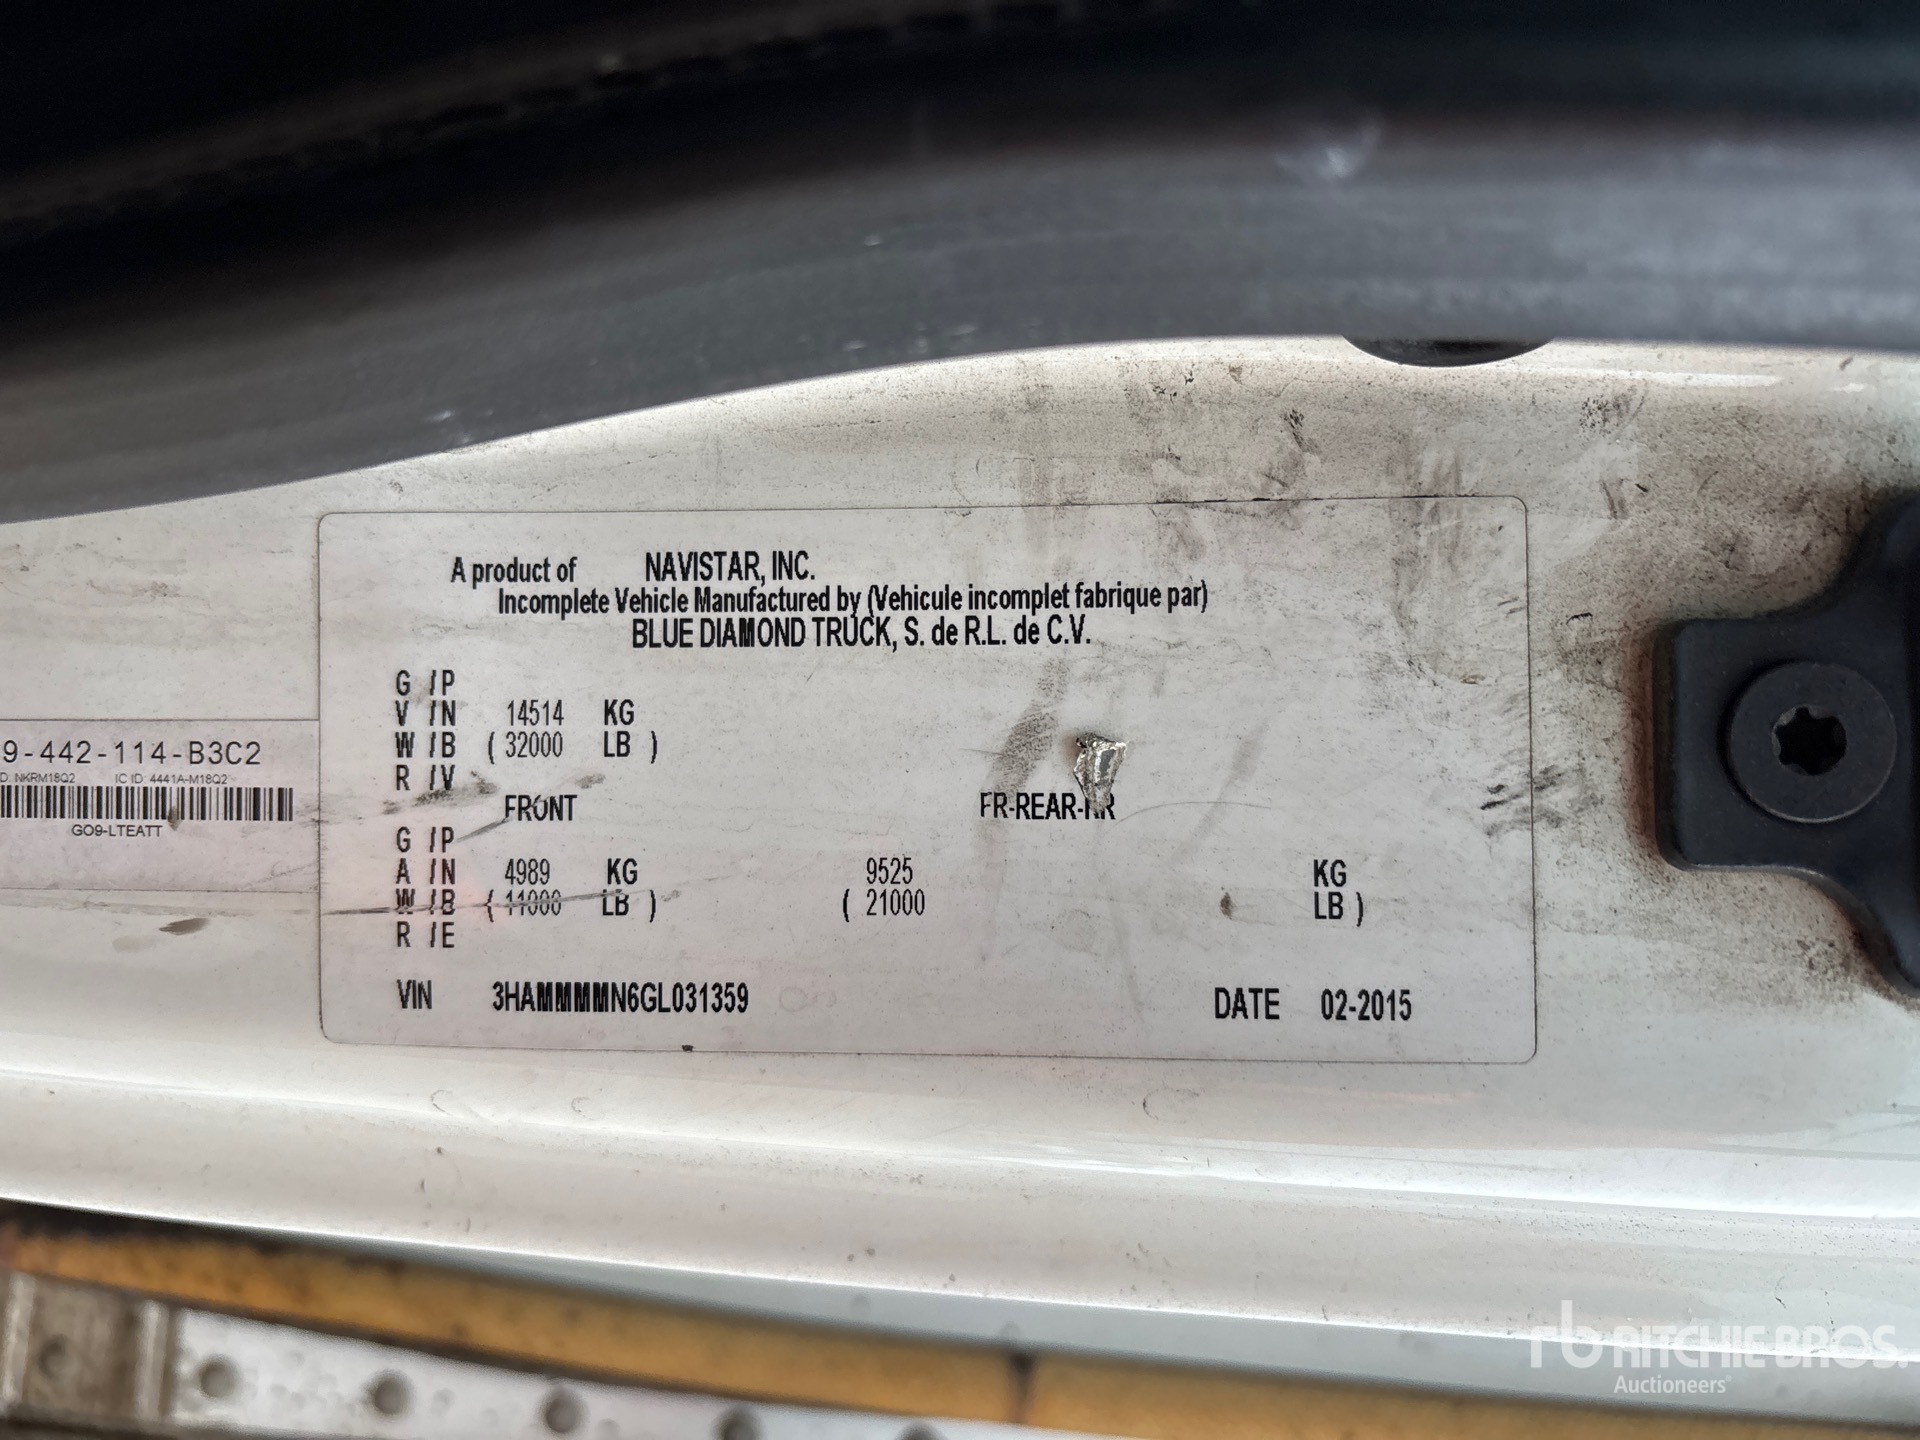 A product of NAVISTAR, INC.
Incomplete Vehicle Manufactured by (Vehicule incomplet fabrique par)
BLUE DIAMOND TRUCK, S. de R.L. de C.V.
G /P
V /N 14514 KG
W /B ( 32000 LB )
R /V
FRONT FR-REAR-RR
G /P
A /N 4989 KG 9525 KG
W /B ( 11000 LB ) ( 21000 LB )
R /E
VIN 3HAMMMMN6GL031359 DATE 02-2015
9-442-114-B3C2
D: NKRM18Q2 IC ID: 4441A-M18Q2
GO9-LTEATT
rb RITCHIE BROS.
Auctioneers